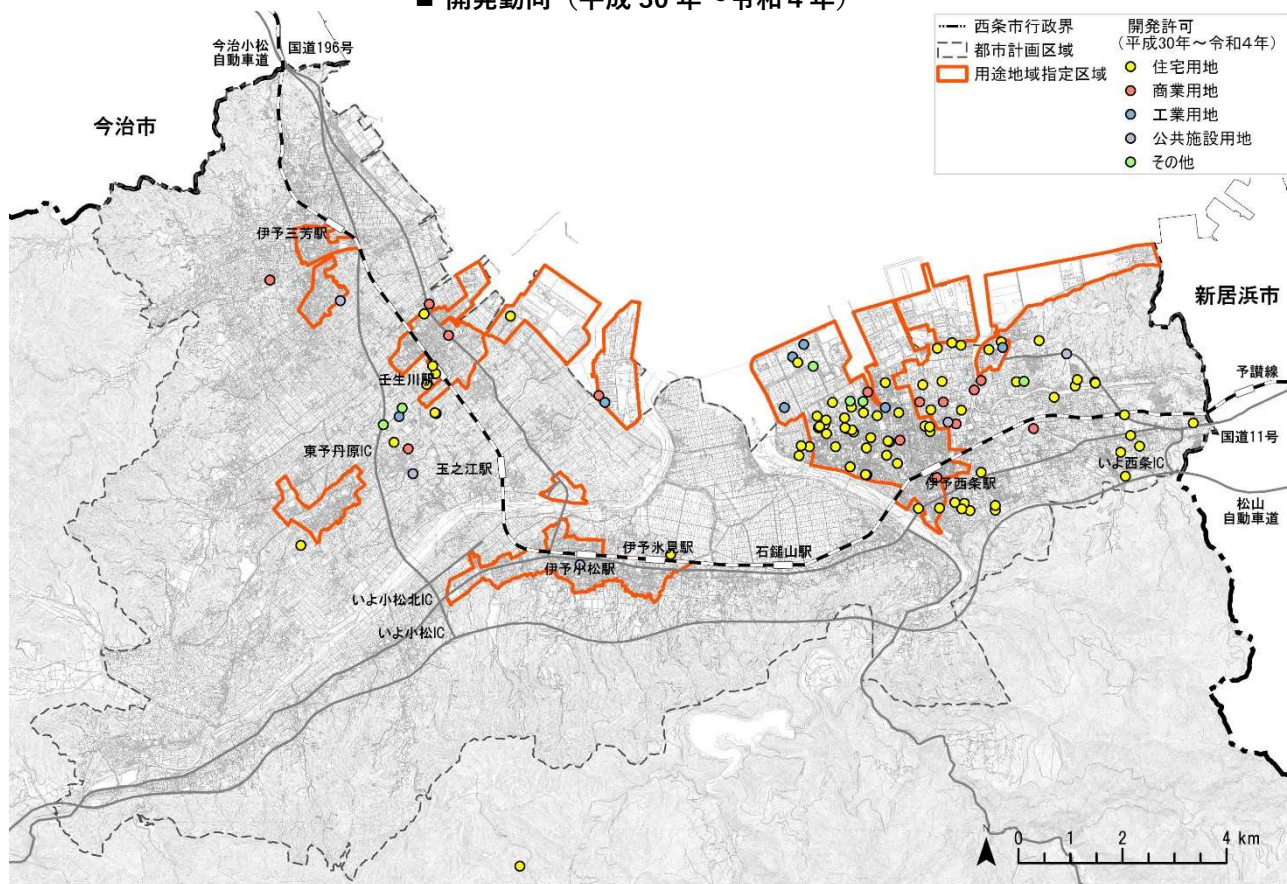 ■ 開発動向（平成30年～令和4年）
西条市行政界
都市計画区域
用途地域指定区域
開発許可
（平成30年～令和4年）
住宅用地
商業用地
工業用地
公共施設用地
その他
今治小松
自動車道
国道196号
今治市
伊予三芳駅
新居浜市
壬生川駅
予讃線
国道11号
東予丹原IC
玉之江駅
いよ西条IC
伊予西条駅
松山
自動車道
伊予氷見駅
石鎚山駅
伊予小松駅
いよ小松北IC
いよ小松IC
0 1 2 4 km